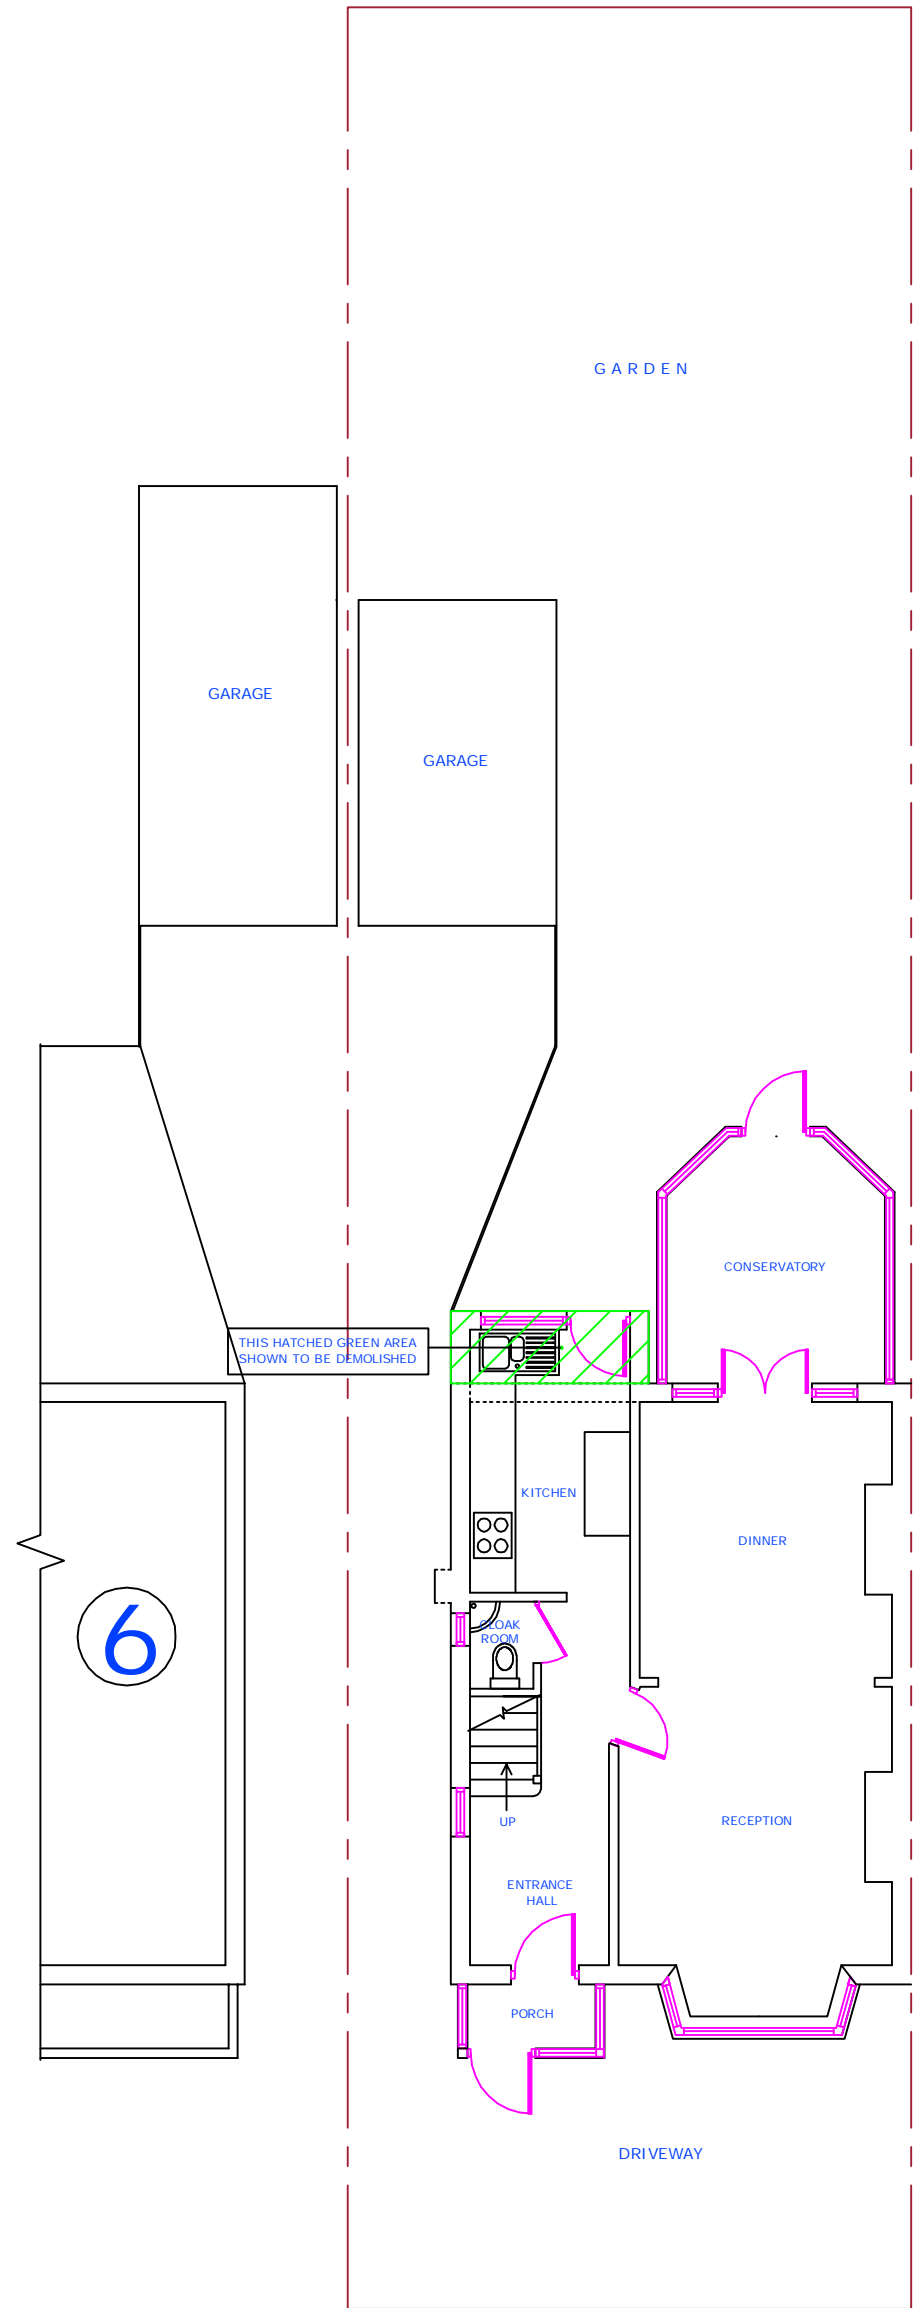 GARDEN
GARAGE
GARAGE
CONSERVATORY
THIS HATCHED GREEN AREA
SHOWN TO BE DEMOLISHED
KITCHEN
DINNER
CLOAK
ROOM
6
UP
RECEPTION
ENTRANCE
HALL
PORCH
DRIVEWAY